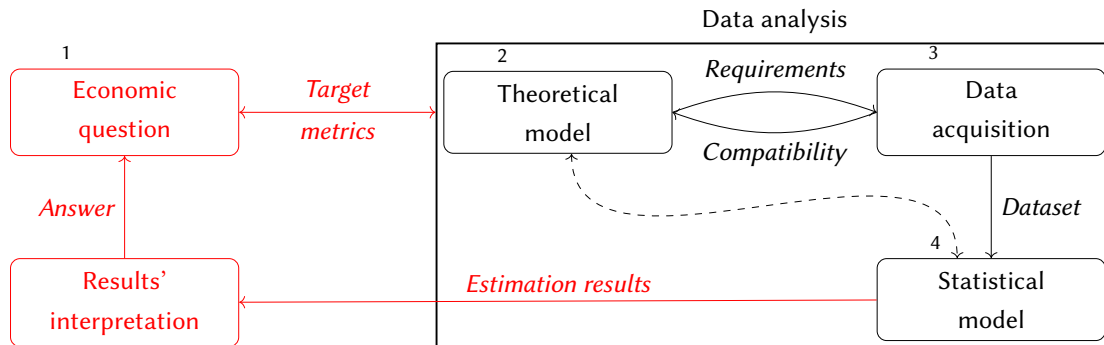 Data analysis
1
2
3
Economic
question
Target
metrics
Theoretical
model
Requirements
Compatibility
Data
acquisition
Answer
Dataset
4
Results’
interpretation
Estimation results
Statistical
model